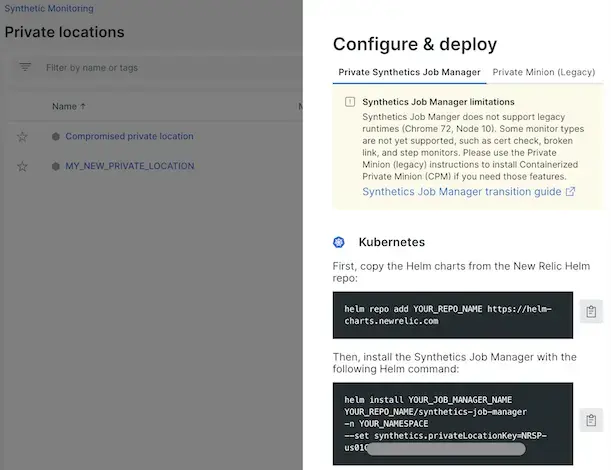 Synthetic Monitoring
Private locations
Filter by name or tags
Name ↑
Compromised private location
MY_NEW_PRIVATE_LOCATION
Configure & deploy
Private Synthetics Job Manager
Private Minion (Legacy)
Synthetics Job Manager limitations
Synthetics Job Manger does not support legacy
runtimes (Chrome 72, Node 10). Some monitor types
are not yet supported, such as cert check, broken
link, and step monitors. Please use the Private
Minion (legacy) instructions to install Containerized
Private Minion (CPM) if you need those features.
Synthetics Job Manager transition guide
Kubernetes
First, copy the Helm charts from the New Relic Helm
repo:
helm repo add YOUR_REPO_NAME https://helm-
charts.newrelic.com
Then, install the Synthetics Job Manager with the
following Helm command:
helm install YOUR_JOB_MANAGER_NAME
YOUR_REPO_NAME/synthetics-job-manager
-n YOUR_NAMESPACE
--set synthetics.privateLocationKey=NRSP-